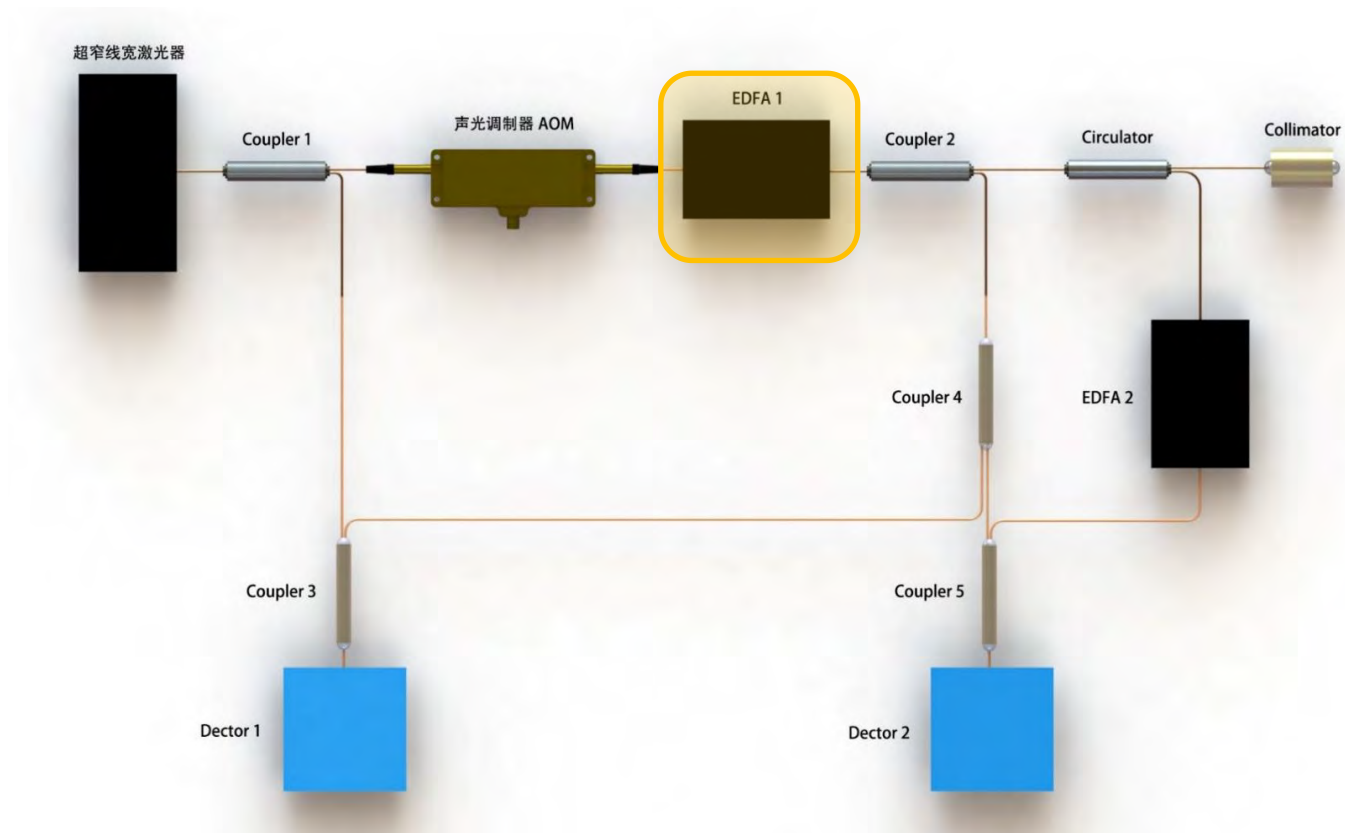 超窄线宽激光器
Coupler 1
声光调制器 AOM
EDFA 1
Coupler 2
Circulator
Collimator
Coupler 4
EDFA 2
Coupler 3
Coupler 5
Dector 1
Dector 2